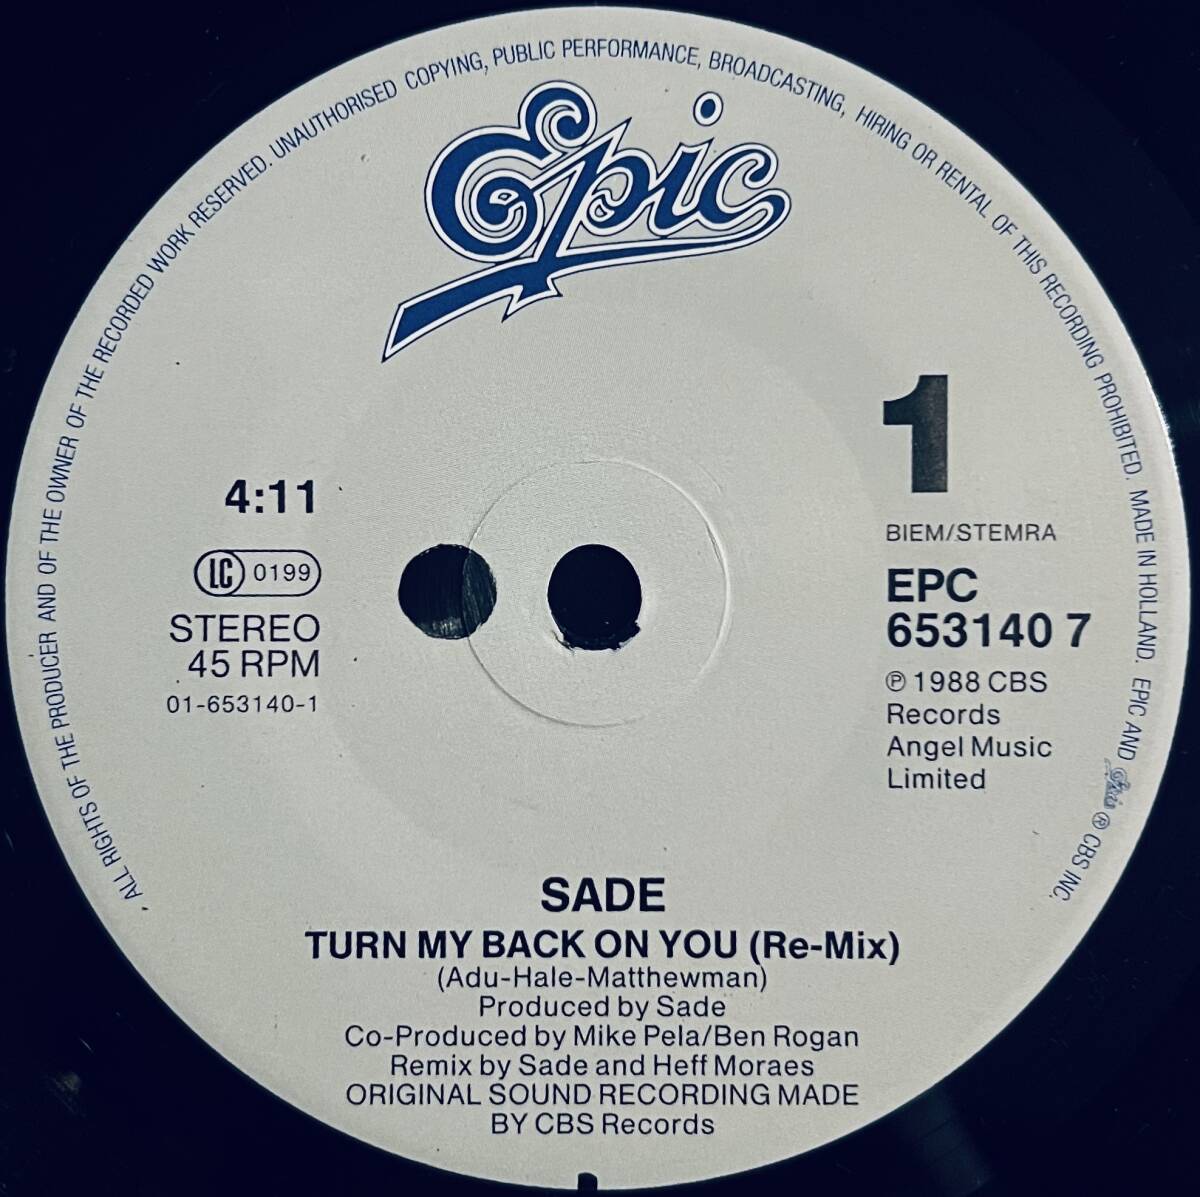 ALL RIGHTS OF THE PRODUCER AND OF THE OWNER OF THE RECORDED WORK RESERVED. UNAUTHORISED COPYING, PUBLIC PERFORMANCE, BROADCASTING, HIRING OR RENTAL OF THIS RECORDING PROHIBITED. MADE IN HOLLAND. EPIC AND Epic ® CBS INC.
Epic
1
BIEM/STEMRA
EPC
653140 7
℗ 1988 CBS
Records
Angel Music
Limited
4:11
LC 0199
STEREO
45 RPM
01-653140-1
SADE
TURN MY BACK ON YOU (Re-Mix)
(Adu-Hale-Matthewman)
Produced by Sade
Co-Produced by Mike Pela/Ben Rogan
Remix by Sade and Heff Moraes
ORIGINAL SOUND RECORDING MADE
BY CBS Records